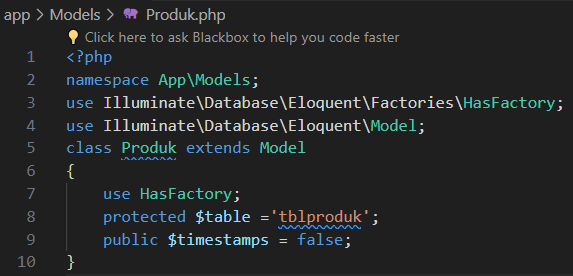 app > Models > Produk.php
Click here to ask Blackbox to help you code faster
1 <?php
2 namespace App\Models;
3 use Illuminate\Database\Eloquent\Factories\HasFactory;
4 use Illuminate\Database\Eloquent\Model;
5 class Produk extends Model
6 {
7 use HasFactory;
8 protected $table ='tblproduk';
9 public $timestamps = false;
10 }